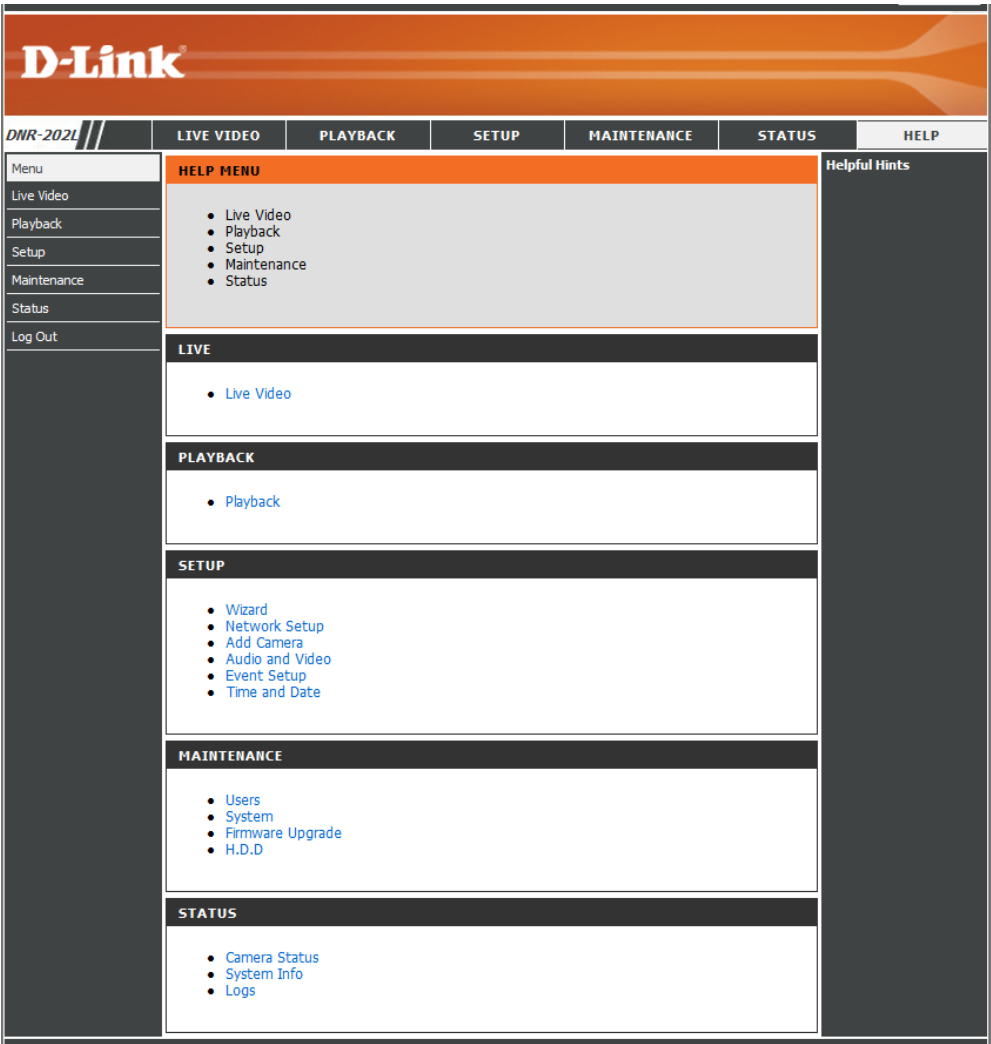 D-Link®
DNR-202L
LIVE VIDEO
PLAYBACK
SETUP
MAINTENANCE
STATUS
HELP
Menu
Live Video
Playback
Setup
Maintenance
Status
Log Out
HELP MENU
• Live Video
• Playback
• Setup
• Maintenance
• Status
LIVE
• Live Video
PLAYBACK
• Playback
SETUP
• Wizard
• Network Setup
• Add Camera
• Audio and Video
• Event Setup
• Time and Date
MAINTENANCE
• Users
• System
• Firmware Upgrade
• H.D.D
STATUS
• Camera Status
• System Info
• Logs
Helpful Hints